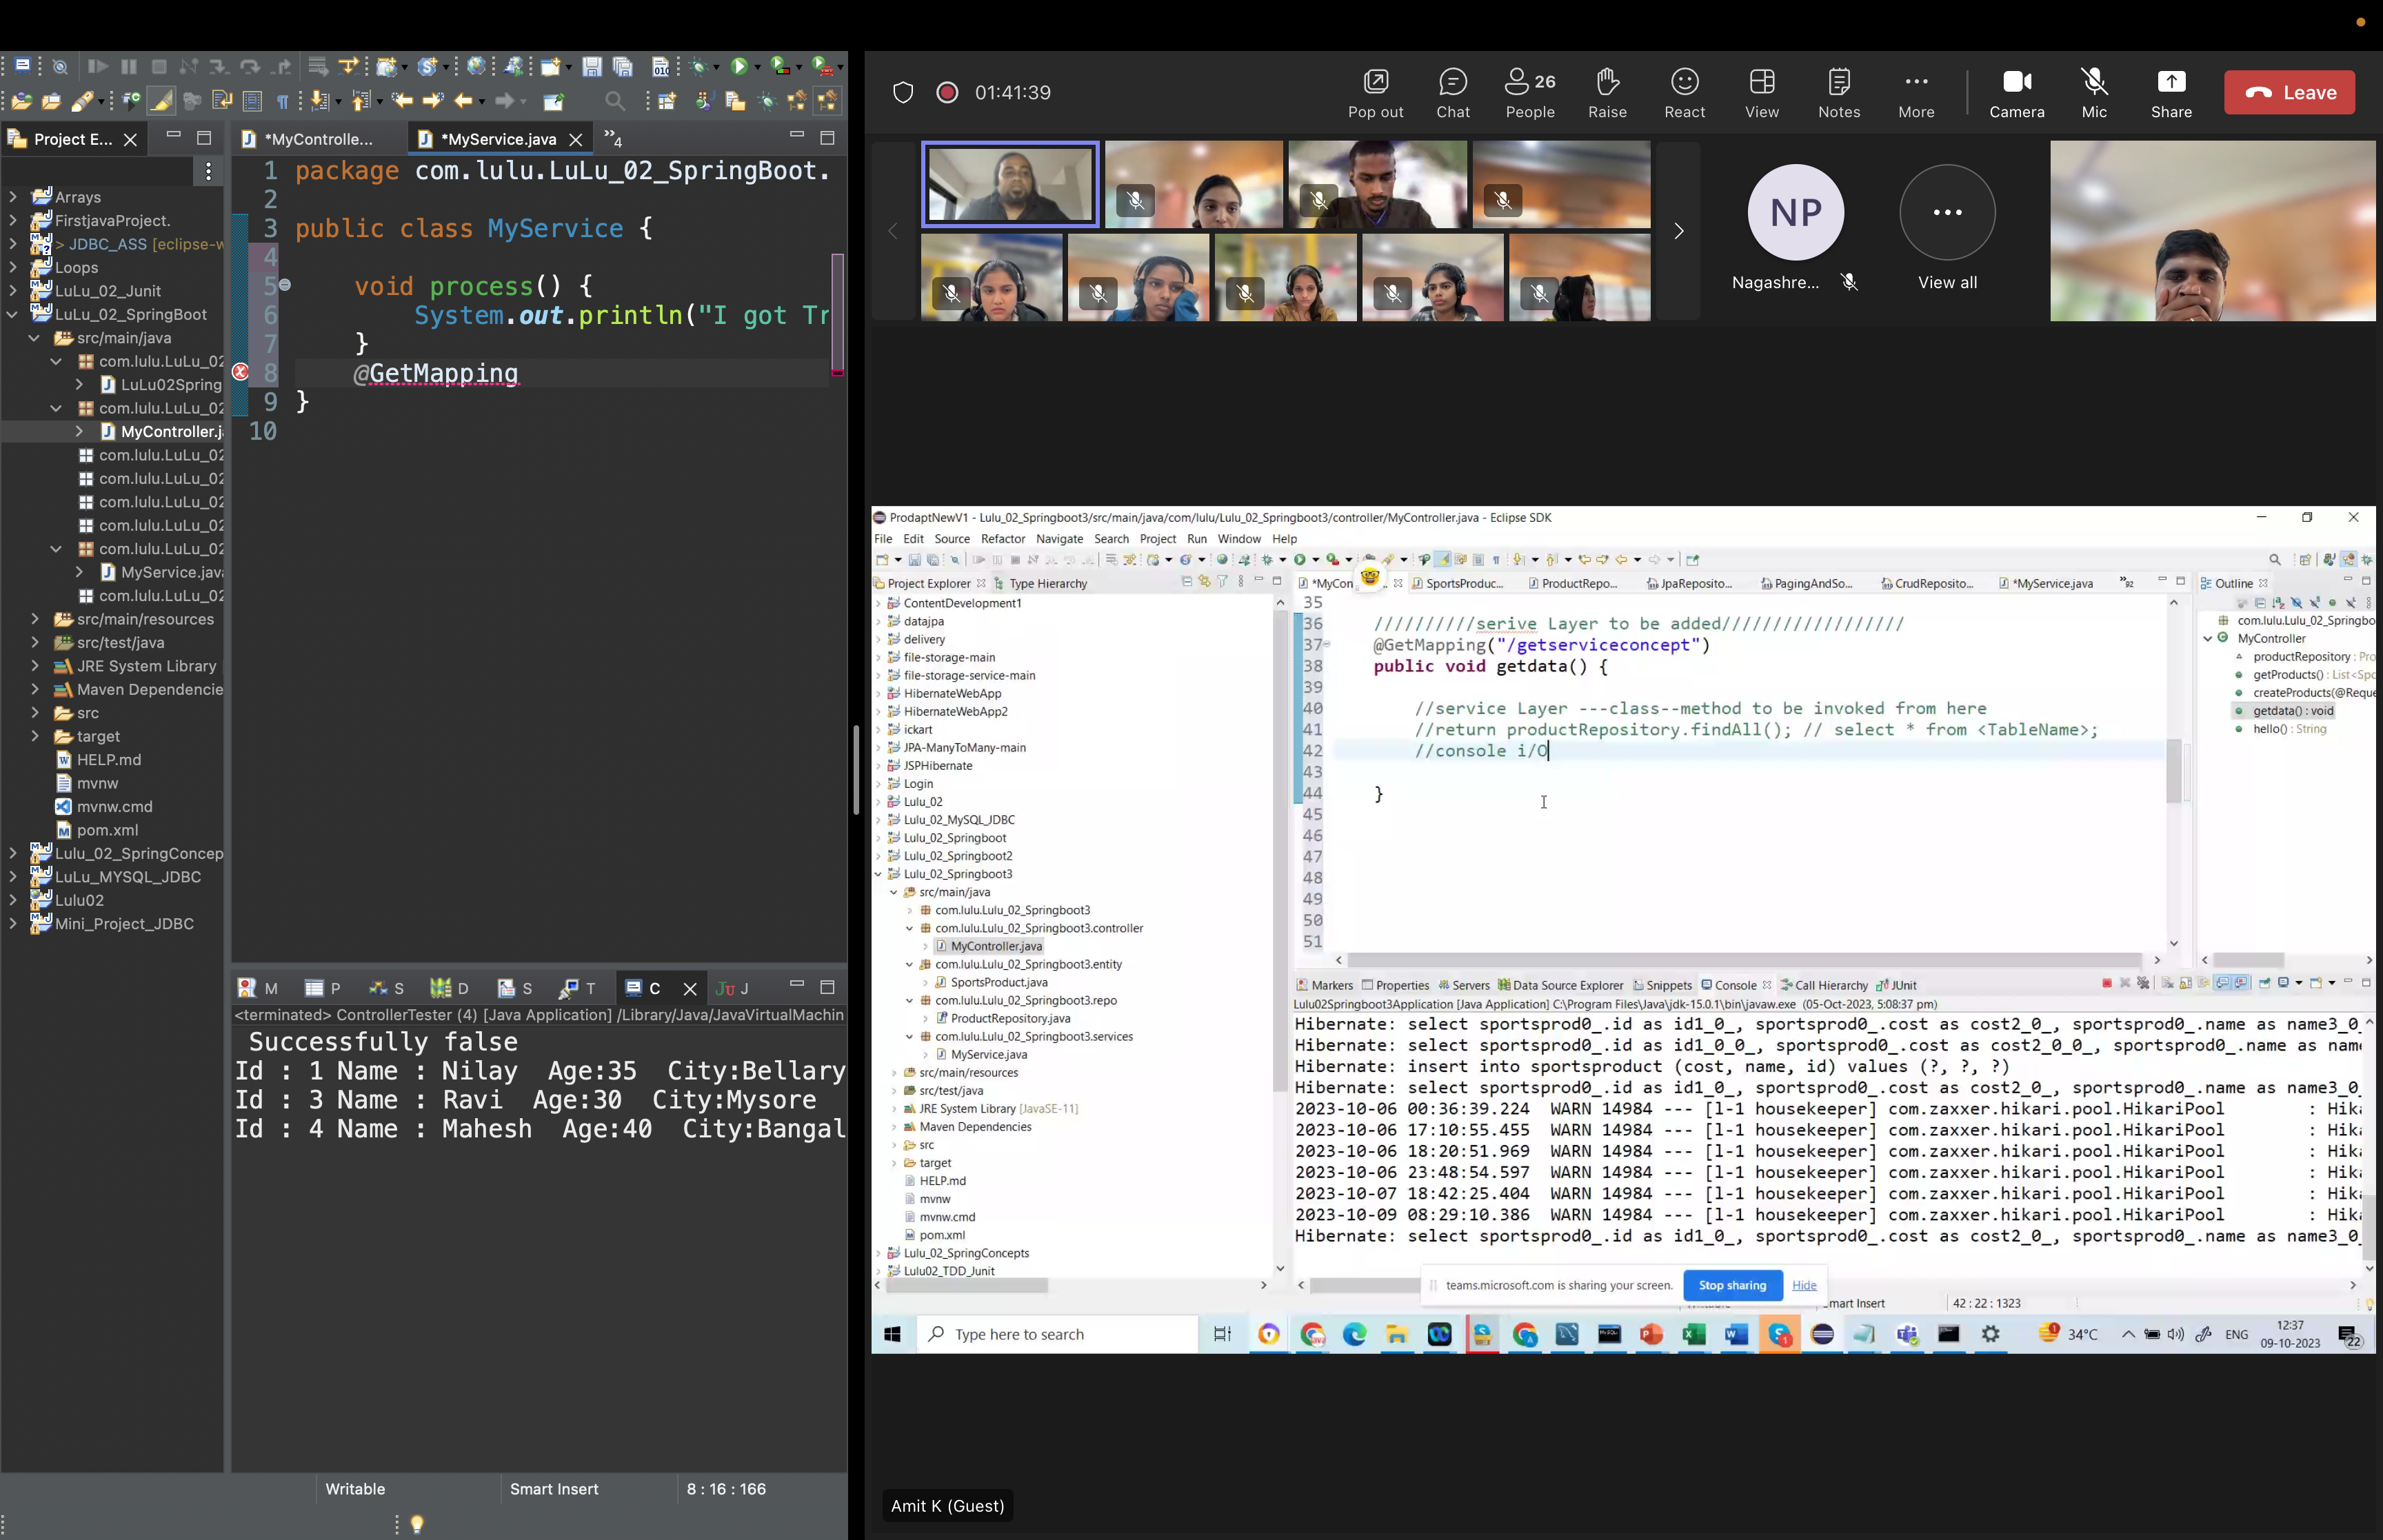 Project E...
*MyControlle...
*MyService.java
4
Arrays
FirstjavaProject.
> JDBC_ASS [eclipse-w
Loops
LuLu_02_Junit
LuLu_02_SpringBoot
src/main/java
com.lulu.LuLu_02
LuLu02Spring
com.lulu.LuLu_02
MyController.j
com.lulu.LuLu_02
com.lulu.LuLu_02
com.lulu.LuLu_02
com.lulu.LuLu_02
com.lulu.LuLu_02
MyService.jav
com.lulu.LuLu_02
src/main/resources
src/test/java
JRE System Library
Maven Dependencie
src
target
HELP.md
mvnw
mvnw.cmd
pom.xml
Lulu_02_SpringConcep
LuLu_MYSQL_JDBC
Lulu02
Mini_Project_JDBC
1 package com.lulu.LuLu_02_SpringBoot.
2
3 public class MyService {
4
5 void process() {
6 System.out.println("I got Tr
7 }
8 @GetMapping
9 }
10
M P S D S T C J
<terminated> ControllerTester (4) [Java Application] /Library/Java/JavaVirtualMachin
Successfully false
Id : 1 Name : Nilay Age:35 City:Bellary
Id : 3 Name : Ravi Age:30 City:Mysore
Id : 4 Name : Mahesh Age:40 City:Bangal
Writable Smart Insert 8 : 16 : 166
01:41:39
Pop out
Chat
26
People
Raise
React
View
Notes
More
Camera
Mic
Share
Leave
NP
Nagashre...
View all
ProdaptNewV1 - Lulu_02_Springboot3/src/main/java/com/lulu/Lulu_02_Springboot3/controller/MyController.java - Eclipse SDK
File Edit Source Refactor Navigate Search Project Run Window Help
Project Explorer Type Hierarchy
*MyCon SportsProduc... ProductRepo... JpaReposito... PagingAndSo... CrudReposito... *MyService.java 92
Outline
ContentDevelopment1
datajpa
delivery
file-storage-main
file-storage-service-main
HibernateWebApp
HibernateWebApp2
ickart
JPA-ManyToMany-main
JSPHibernate
Login
Lulu_02
Lulu_02_MySQL_JDBC
Lulu_02_Springboot
Lulu_02_Springboot2
Lulu_02_Springboot3
src/main/java
com.lulu.Lulu_02_Springboot3
com.lulu.Lulu_02_Springboot3.controller
MyController.java
com.lulu.Lulu_02_Springboot3.entity
SportsProduct.java
com.lulu.Lulu_02_Springboot3.repo
ProductRepository.java
com.lulu.Lulu_02_Springboot3.services
MyService.java
src/main/resources
src/test/java
JRE System Library [JavaSE-11]
Maven Dependencies
src
target
HELP.md
mvnw
mvnw.cmd
pom.xml
Lulu_02_SpringConcepts
Lulu02_TDD_Junit
35
36 //////////serive Layer to be added//////////////////
37 @GetMapping("/getserviceconcept")
38 public void getdata() {
39
40 //service Layer ---class--method to be invoked from here
41 //return productRepository.findAll(); // select * from <TableName>;
42 //console i/O
43
44 }
45
46
47
48
49
50
51
com.lulu.Lulu_02_Springbo
MyController
productRepository : Pro
getProducts() : List<Spo
createProducts(@Reque
getdata() : void
hello() : String
Markers Properties Servers Data Source Explorer Snippets Console Call Hierarchy JUnit
Lulu02Springboot3Application [Java Application] C:\Program Files\Java\jdk-15.0.1\bin\javaw.exe (05-Oct-2023, 5:08:37 pm)
Hibernate: select sportsprod0_.id as id1_0_, sportsprod0_.cost as cost2_0_, sportsprod0_.name as name3_0_
Hibernate: select sportsprod0_.id as id1_0_0_, sportsprod0_.cost as cost2_0_0_, sportsprod0_.name as nam
Hibernate: insert into sportsproduct (cost, name, id) values (?, ?, ?)
Hibernate: select sportsprod0_.id as id1_0_, sportsprod0_.cost as cost2_0_, sportsprod0_.name as name3_0_
2023-10-06 00:36:39.224 WARN 14984 --- [l-1 housekeeper] com.zaxxer.hikari.pool.HikariPool : Hik
2023-10-06 17:10:55.455 WARN 14984 --- [l-1 housekeeper] com.zaxxer.hikari.pool.HikariPool : Hik
2023-10-06 18:20:51.969 WARN 14984 --- [l-1 housekeeper] com.zaxxer.hikari.pool.HikariPool : Hik
2023-10-06 23:48:54.597 WARN 14984 --- [l-1 housekeeper] com.zaxxer.hikari.pool.HikariPool : Hik
2023-10-07 18:42:25.404 WARN 14984 --- [l-1 housekeeper] com.zaxxer.hikari.pool.HikariPool : Hik
2023-10-09 08:29:10.386 WARN 14984 --- [l-1 housekeeper] com.zaxxer.hikari.pool.HikariPool : Hik
Hibernate: select sportsprod0_.id as id1_0_, sportsprod0_.cost as cost2_0_, sportsprod0_.name as name3_0_
teams.microsoft.com is sharing your screen. Stop sharing Hide
mart Insert 42 : 22 : 1323
Type here to search
34°C ENG 12:37
09-10-2023 22
Amit K (Guest)